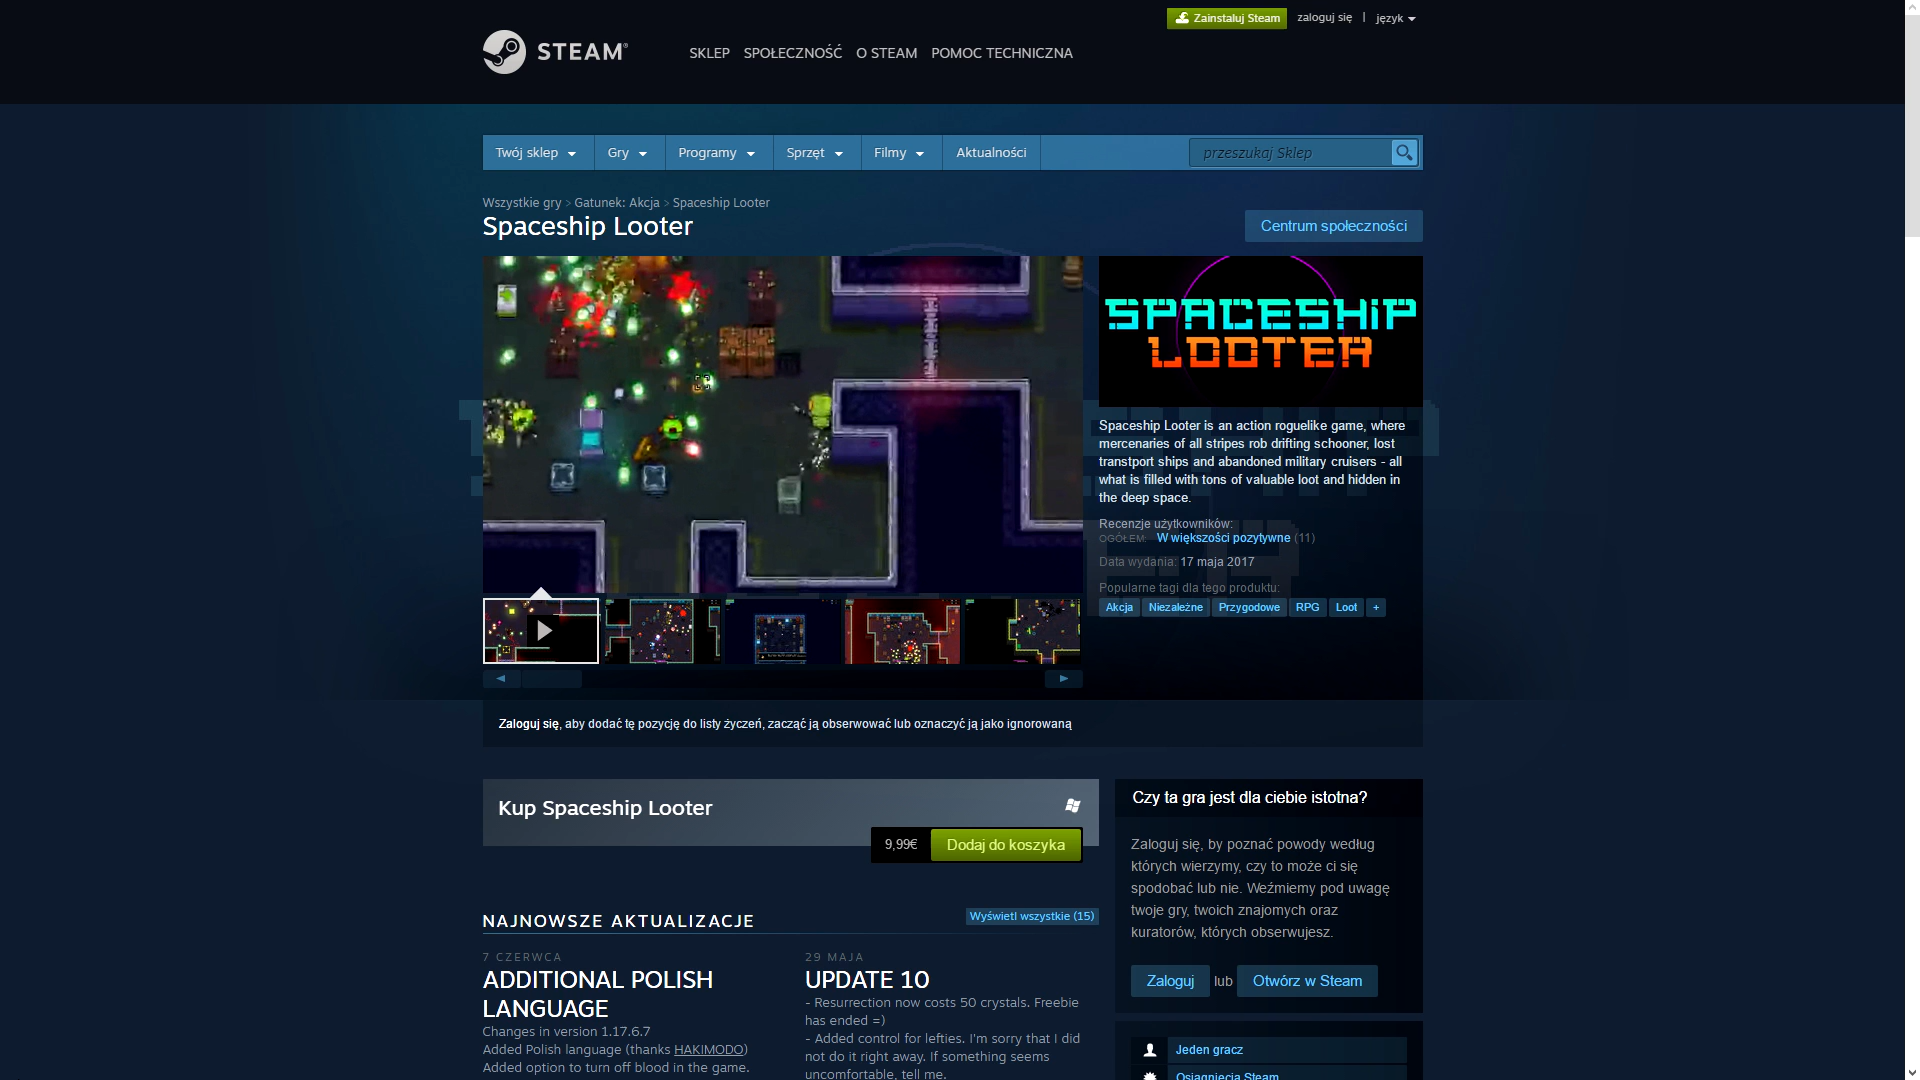 Zainstaluj Steam
zaloguj się | język
STEAM®
SKLEP SPOŁECZNOŚĆ O STEAM POMOC TECHNICZNA
Twój sklep Gry Programy Sprzęt Filmy Aktualności
przeszukaj Sklep
Wszystkie gry > Gatunek: Akcja > Spaceship Looter
Spaceship Looter
Centrum społeczności
SPACESHiP
LOOTER
Spaceship Looter is an action roguelike game, where
mercenaries of all stripes rob drifting schooner, lost
transtport ships and abandoned military cruisers - all
what is filled with tons of valuable loot and hidden in
the deep space.
Recenzje użytkowników:
OGÓŁEM: W większości pozytywne (11)
Data wydania: 17 maja 2017
Popularne tagi dla tego produktu:
Akcja Niezależne Przygodowe RPG Loot +
Zaloguj się, aby dodać tę pozycję do listy życzeń, zacząć ją obserwować lub oznaczyć ją jako ignorowaną
Kup Spaceship Looter
9,99€ Dodaj do koszyka
NAJNOWSZE AKTUALIZACJE
Wyświetl wszystkie (15)
7 CZERWCA
ADDITIONAL POLISH
LANGUAGE
Changes in version 1.17.6.7
Added Polish language (thanks HAKIMODO)
Added option to turn off blood in the game.
29 MAJA
UPDATE 10
- Resurrection now costs 50 crystals. Freebie
has ended =)
- Added control for lefties. I'm sorry that I did
not do it right away. If something seems
uncomfortable, tell me.
Czy ta gra jest dla ciebie istotna?
Zaloguj się, by poznać powody według
których wierzymy, czy to może ci się
spodobać lub nie. Weźmiemy pod uwagę
twoje gry, twoich znajomych oraz
kuratorów, których obserwujesz.
Zaloguj lub Otwórz w Steam
Jeden gracz
Osiągnięcia Steam